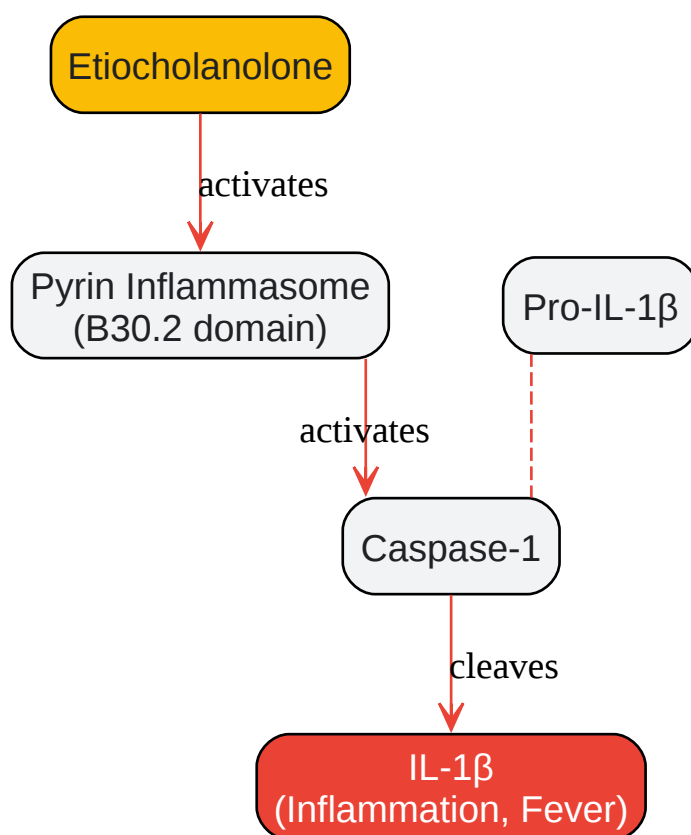 Etiocholanolone
activates
Pyrin Inflammasome
(B30.2 domain)
Pro-IL-1β
activates
Caspase-1
cleaves
IL-1β
(Inflammation, Fever)